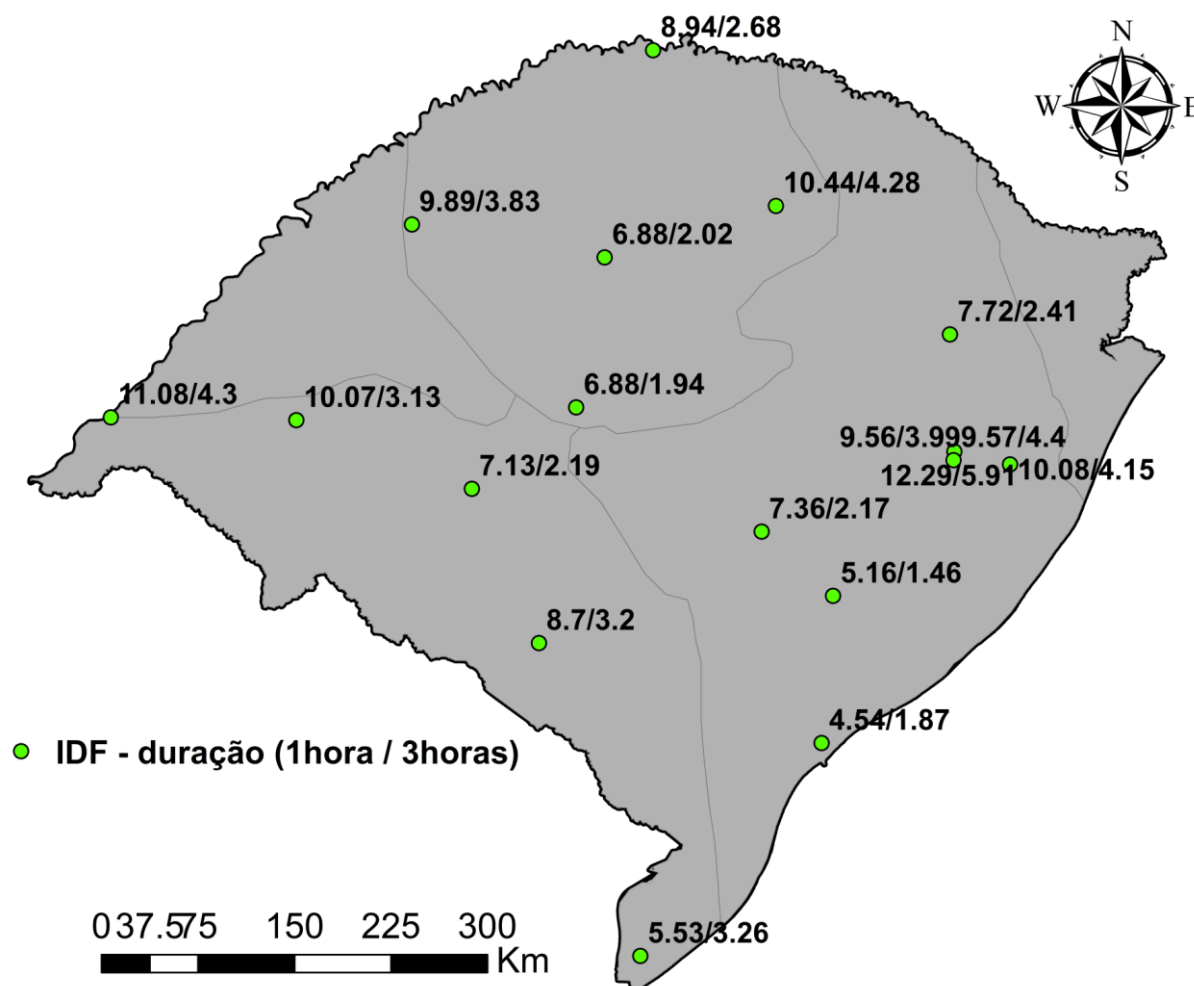 8.94/2.68
N
W
E
S
10.44/4.28
9.89/3.83
6.88/2.02
7.72/2.41
11.08/4.3
10.07/3.13
6.88/1.94
9.56/3.999.57/4.4
12.29/5.91
10.08/4.15
7.13/2.19
7.36/2.17
5.16/1.46
8.7/3.2
4.54/1.87
IDF - duração (1hora / 3horas)
0 37.5 75 150 225 300
Km
5.53/3.26